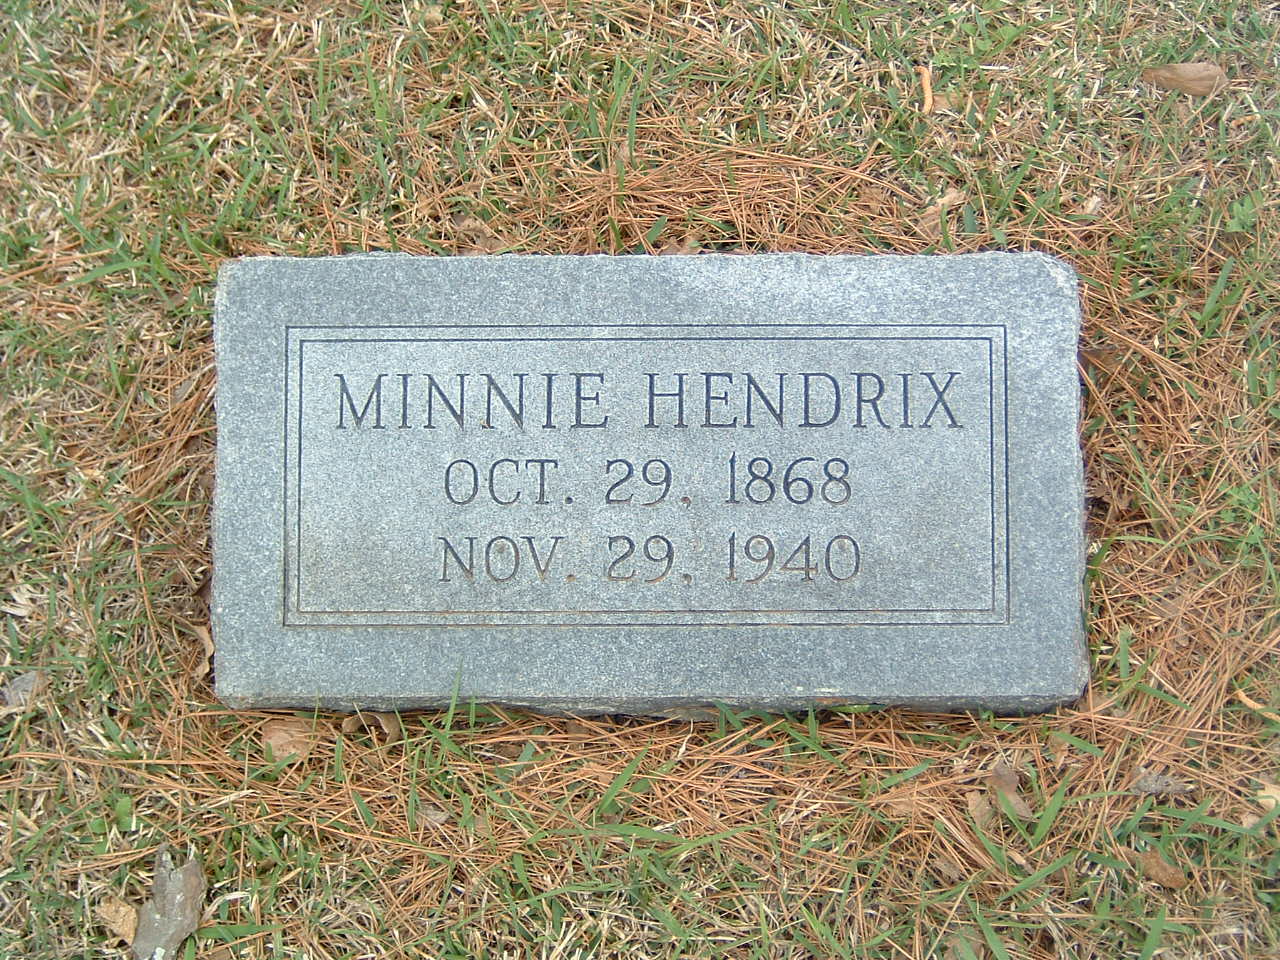 MINNIE HENDRIX
OCT. 29, 1868
NOV. 29, 1940